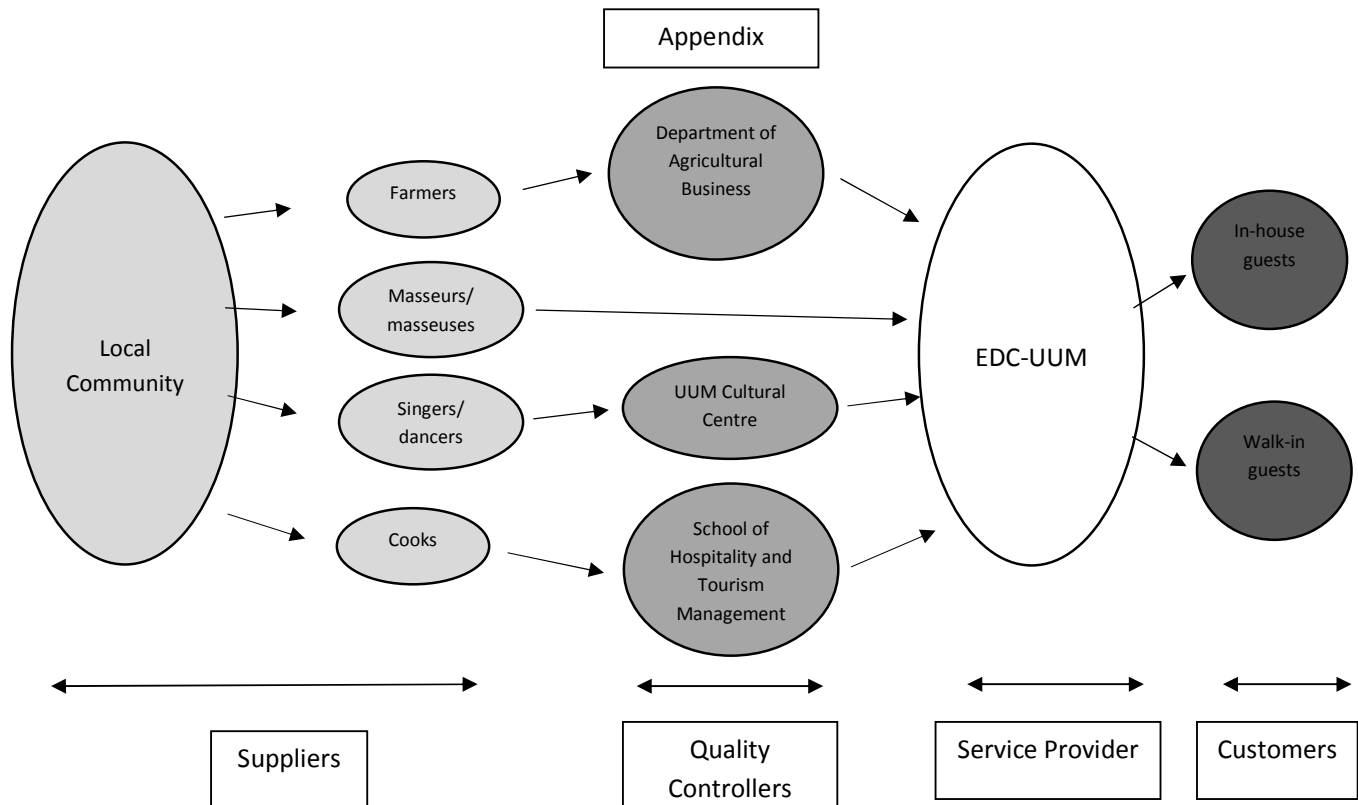 Appendix
Department of
Agricultural
Business
Farmers
In-house
guests
Masseurs/
masseuses
Local
Community
EDC-UUM
UUM Cultural
Centre
Singers/
dancers
Walk-in
guests
Cooks
School of
Hospitality and
Tourism
Management
Suppliers
Quality
Controllers
Service Provider
Customers